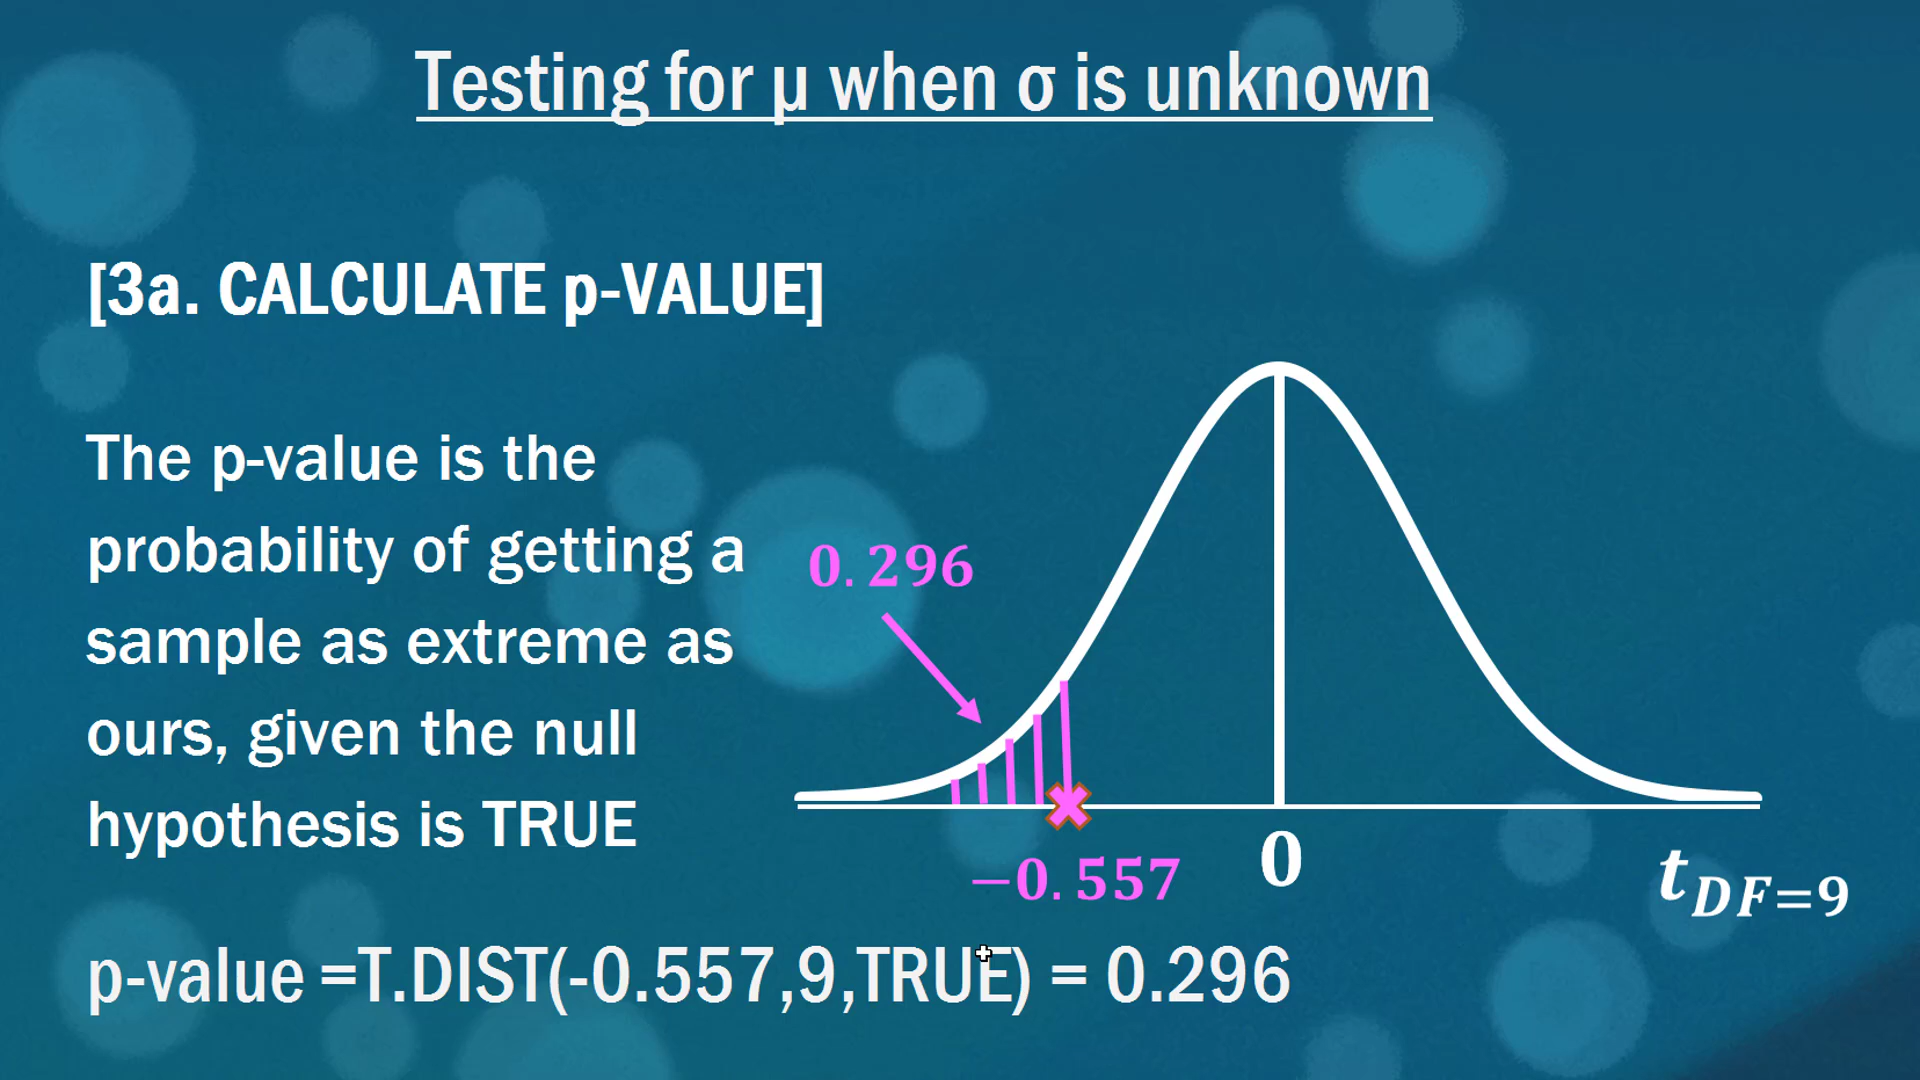 Testing for μ when σ is unknown
[3a. CALCULATE p-VALUE]
The p-value is the
probability of getting a
sample as extreme as
ours, given the null
hypothesis is TRUE
0.296
−0.557
0
t DF=9
p-value =T.DIST(-0.557,9,TRUE) = 0.296